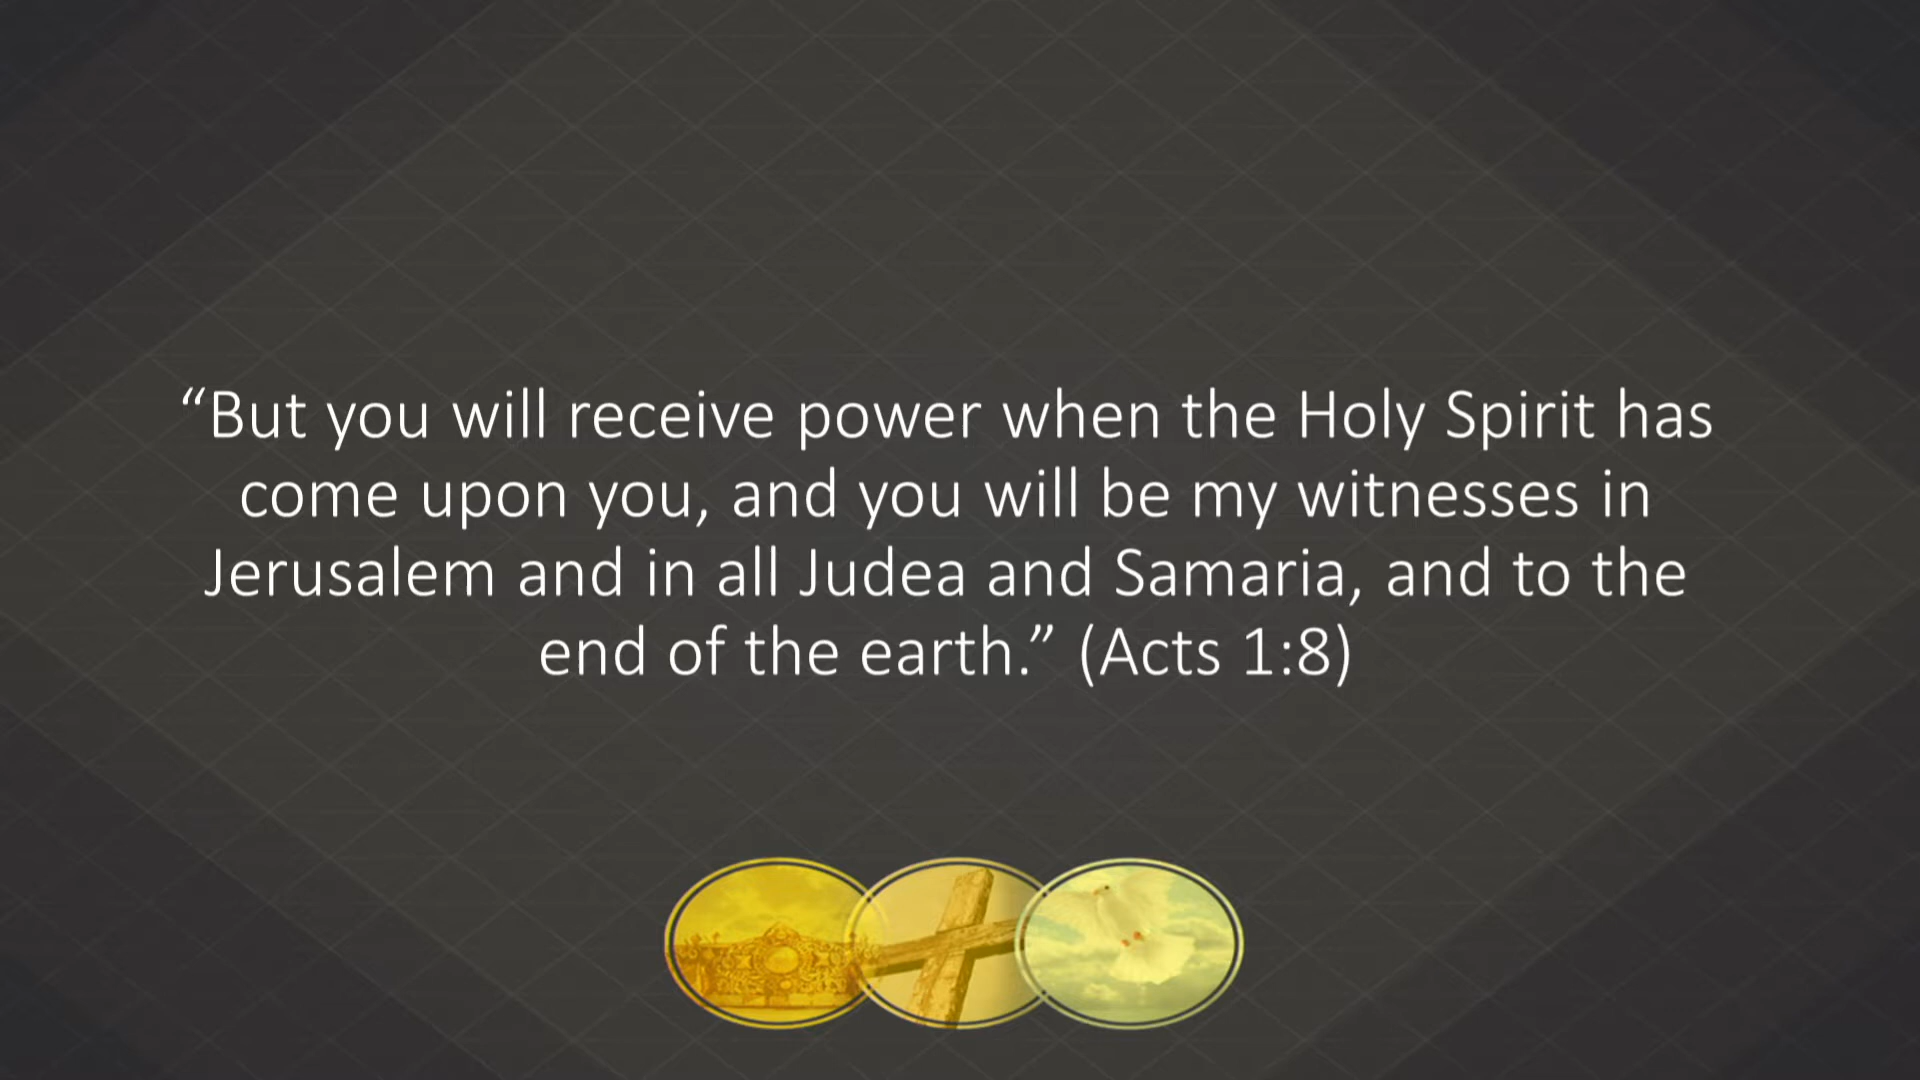 “But you will receive power when the Holy Spirit has
come upon you, and you will be my witnesses in
Jerusalem and in all Judea and Samaria, and to the
end of the earth.” (Acts 1:8)